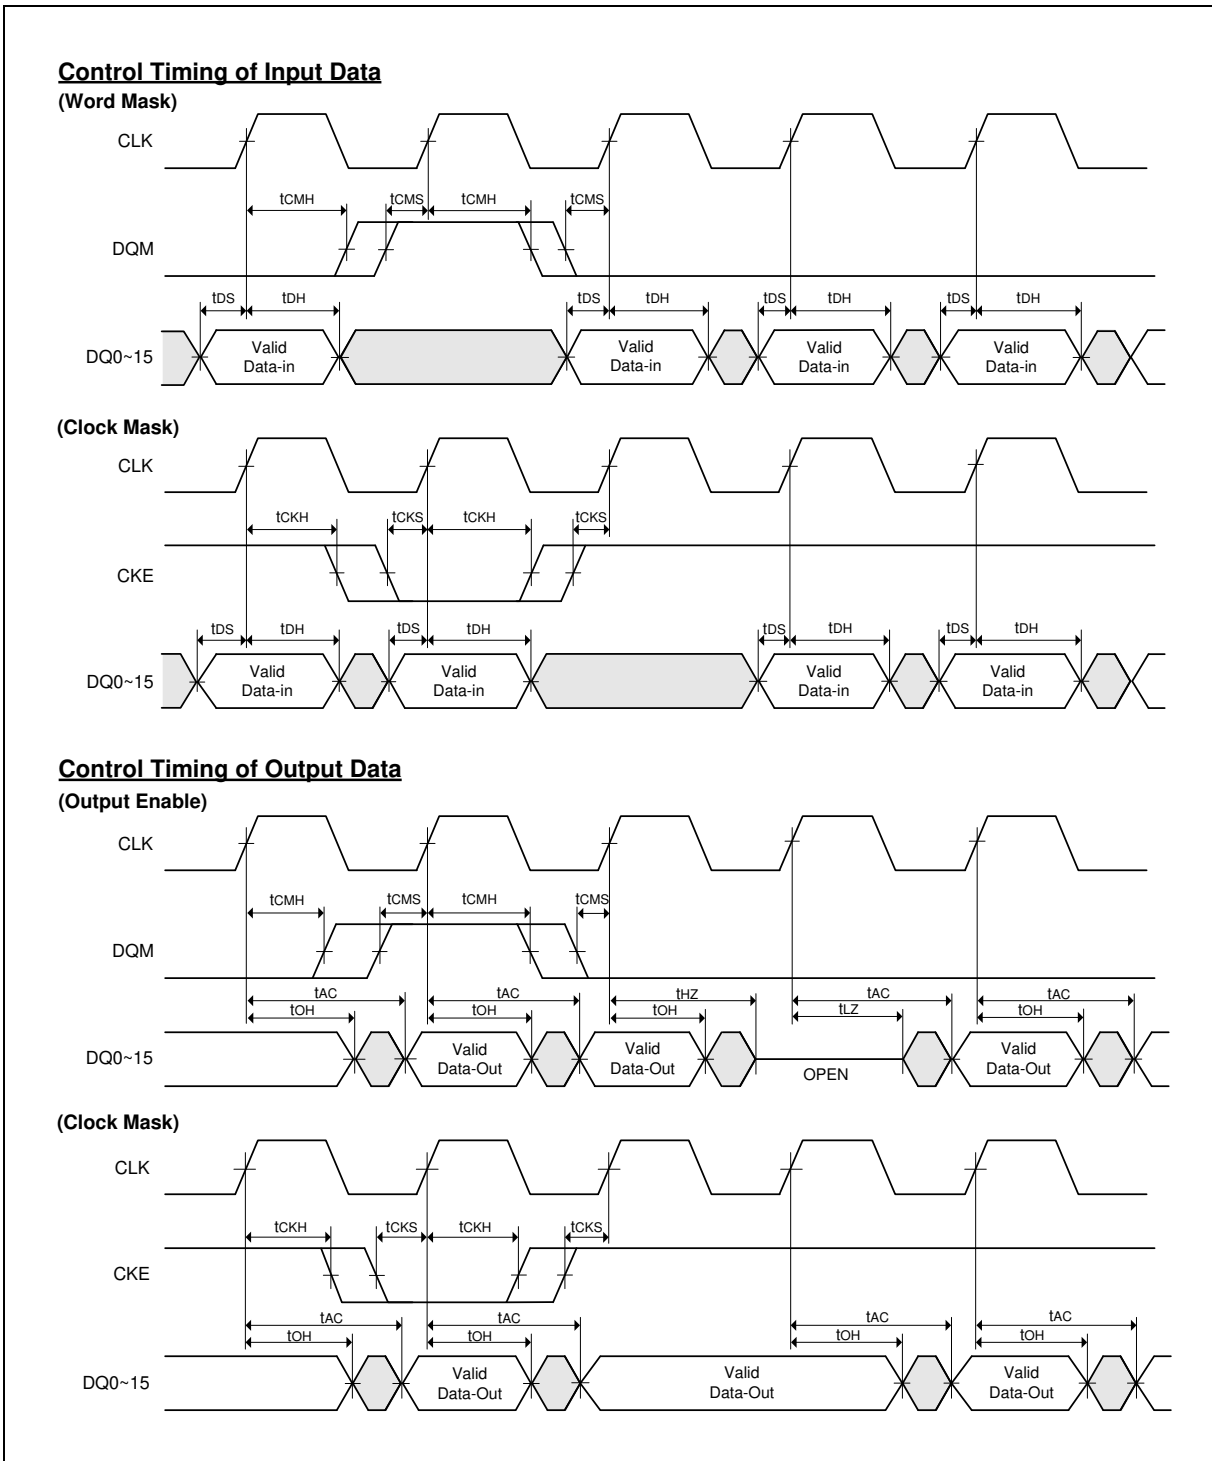 Control Timing of Input Data
(Word Mask)
CLK
tCMH tCMS tCMH tCMS
DQM
tDS tDH tDS tDH tDS tDH tDS tDH
DQ0~15
Valid Data-in Valid Data-in Valid Data-in Valid Data-in
(Clock Mask)
CLK
tCKH tCKS tCKH tCKS
CKE
tDS tDH tDS tDH tDS tDH tDS tDH
DQ0~15
Valid Data-in Valid Data-in Valid Data-in Valid Data-in
Control Timing of Output Data
(Output Enable)
CLK
tCMH tCMS tCMH tCMS
DQM
tAC tAC tHZ tAC tAC
tOH tOH tOH tLZ tOH
DQ0~15
Valid Data-Out Valid Data-Out OPEN Valid Data-Out
(Clock Mask)
CLK
tCKH tCKS tCKH tCKS
CKE
tAC tAC tAC tAC
tOH tOH tOH tOH
DQ0~15
Valid Data-Out Valid Data-Out Valid Data-Out